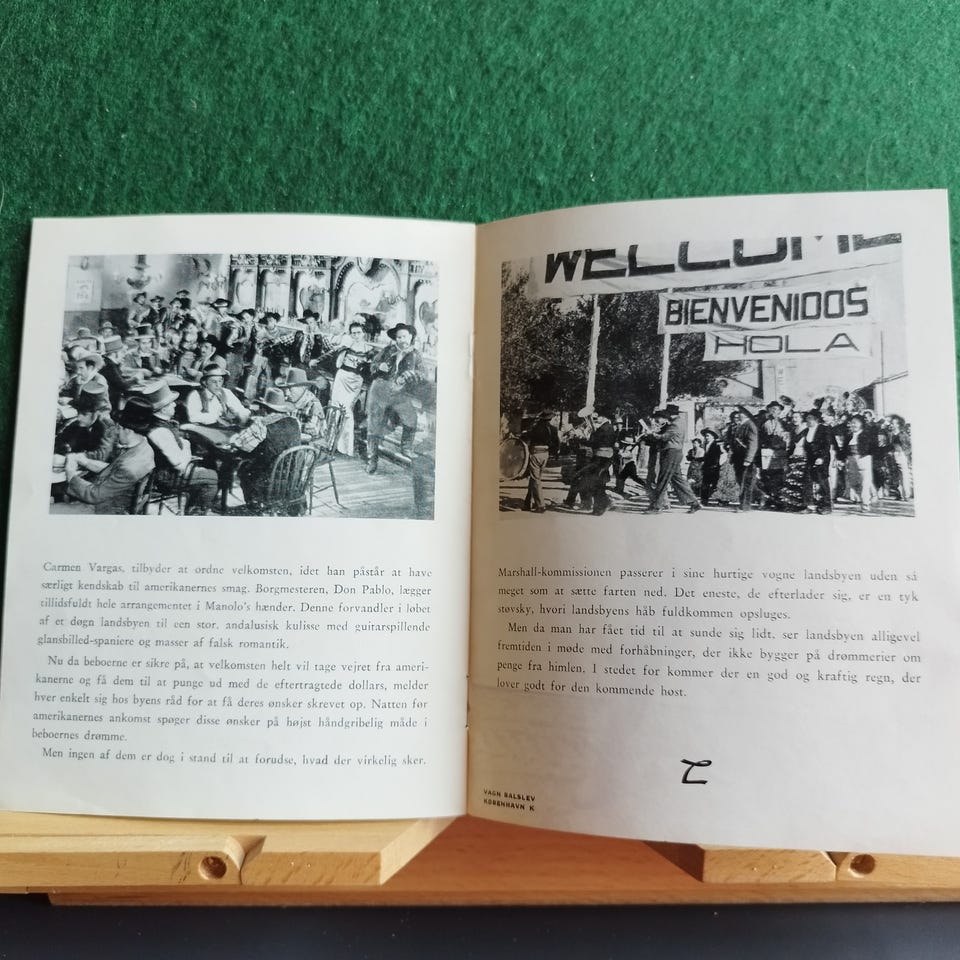 Carmen Vargas, tilbyder at ordne velkomsten, idet han påstår at have
særligt kendskab til amerikanernes smag. Borgmesteren, Don Pablo, lægger
tillidsfuldt hele arrangementet i Manolo's hænder. Denne forvandler i løbet
af et døgn landsbyen til een stor, andalusisk kulisse med guitarspillende
glansbilled-spaniere og masser af falsk romantik.
Nu da beboerne er sikre på, at velkomsten helt vil tage vejret fra ameri-
kanerne og få dem til at punge ud med de eftertragtede dollars, melder
hver enkelt sig hos byens råd for at få deres ønsker skrevet op. Natten før
amerikanernes ankomst spøger disse ønsker på højst håndgribelig måde i
beboernes drømme.
Men ingen af dem er dog i stand til at forudse, hvad der virkelig sker.
WELCOME
BIENVENIDOS
HOLA
Marshall-kommissionen passerer i sine hurtige vogne landsbyen uden så
meget som at sætte farten ned. Det eneste, de efterlader sig, er en tyk
støvsky, hvori landsbyens håb fuldkommen opsluges.
Men da man har fået tid til at sunde sig lidt, ser landsbyen alligevel
fremtiden i møde med forhåbninger, der ikke bygger på drømmerier om
penge fra himlen. I stedet for kommer der en god og kraftig regn, der
lover godt for den kommende høst.
VAGN BALSLEV
KØBENHAVN K